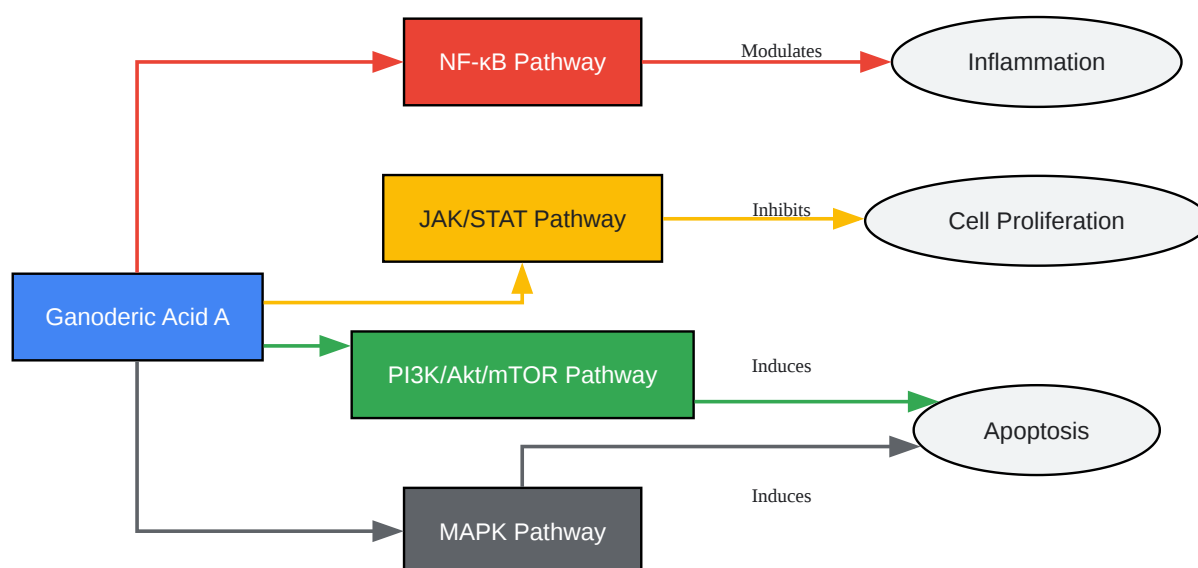 NF-κB Pathway
Modulates
Inflammation
JAK/STAT Pathway
Inhibits
Cell Proliferation
Ganoderic Acid A
PI3K/Akt/mTOR Pathway
Induces
Apoptosis
MAPK Pathway
Induces